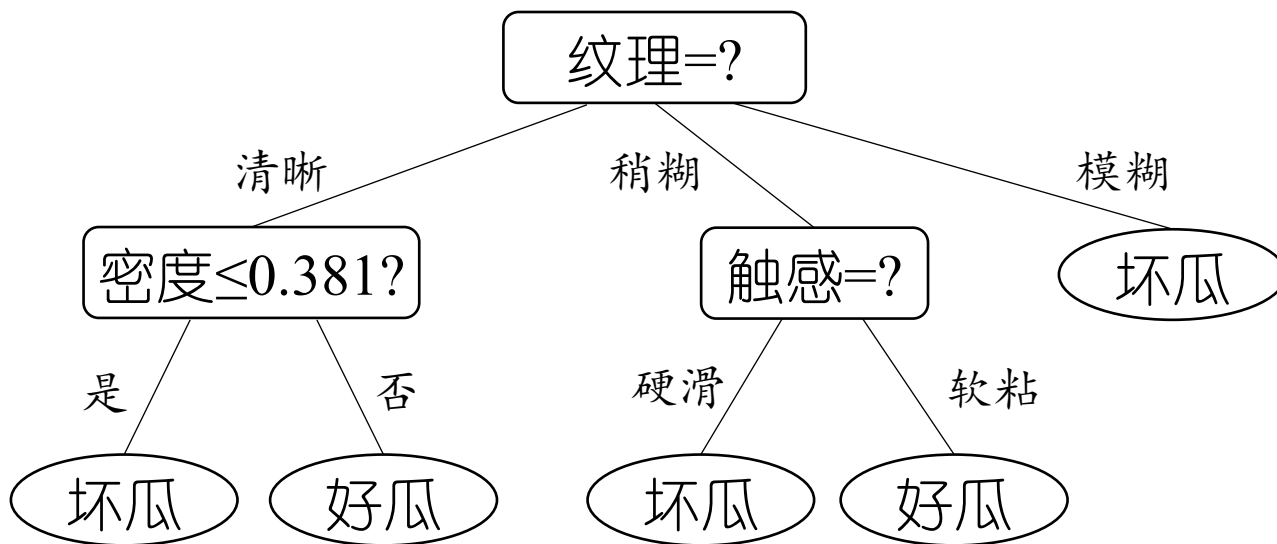 纹理=?
清晰
稍糊
模糊
密度≤0.381?
触感=?
坏瓜
是
否
硬滑
软粘
坏瓜
好瓜
坏瓜
好瓜